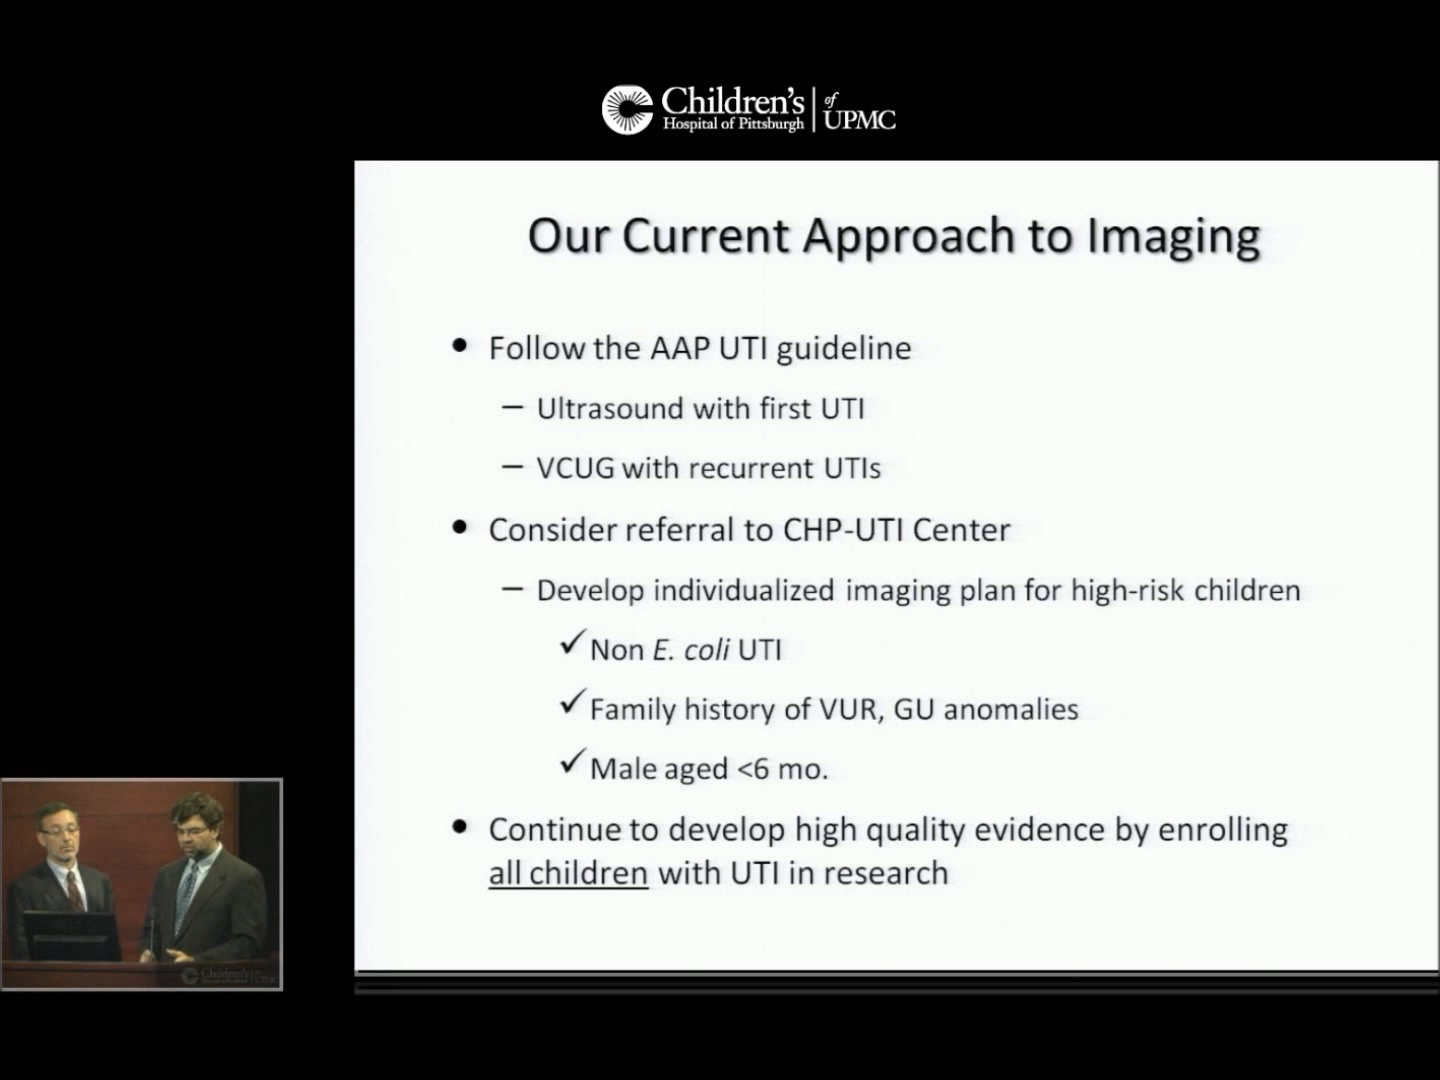 Children's
Hospital of Pittsburgh
of
UPMC
Our Current Approach to Imaging
• Follow the AAP UTI guideline
– Ultrasound with first UTI
– VCUG with recurrent UTIs
• Consider referral to CHP-UTI Center
– Develop individualized imaging plan for high-risk children
✓ Non E. coli UTI
✓ Family history of VUR, GU anomalies
✓ Male aged <6 mo.
• Continue to develop high quality evidence by enrolling
all children with UTI in research
Children's